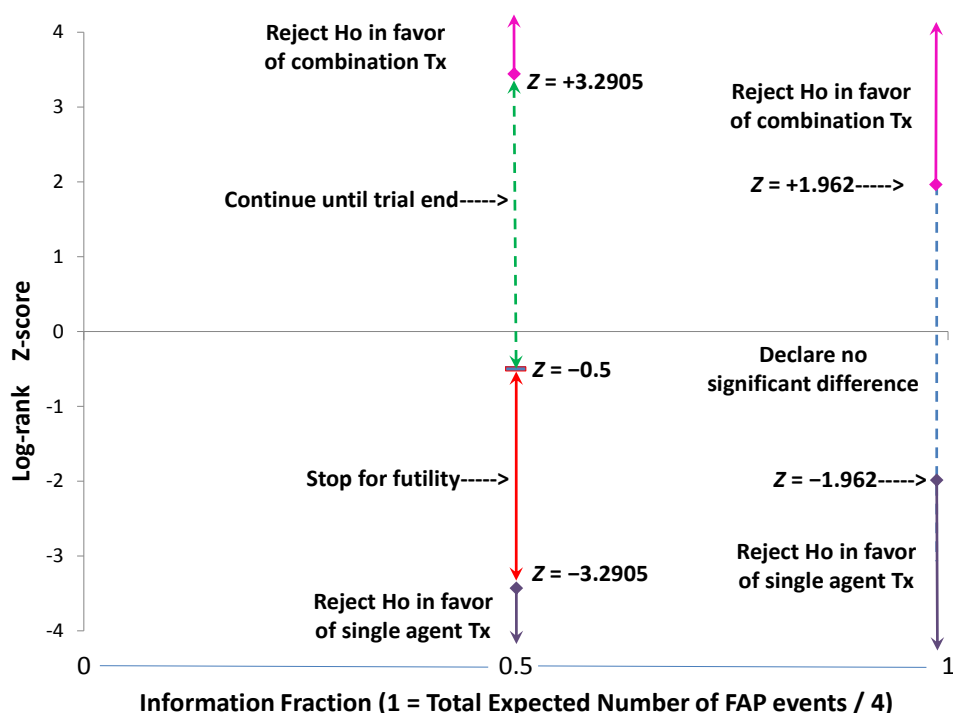 4
3
2
1
0
-1
-2
-3
-4
Log-rank Z-score
Reject Ho in favor
of combination Tx
Z = +3.2905
Continue until trial end----->
Z = −0.5
Stop for futility----->
Z = −3.2905
Reject Ho in favor
of single agent Tx
Reject Ho in favor
of combination Tx
Z = +1.962----->
Declare no
significant difference
Z = −1.962----->
Reject Ho in favor
of single agent Tx
0 0.5 1
Information Fraction (1 = Total Expected Number of FAP events / 4)